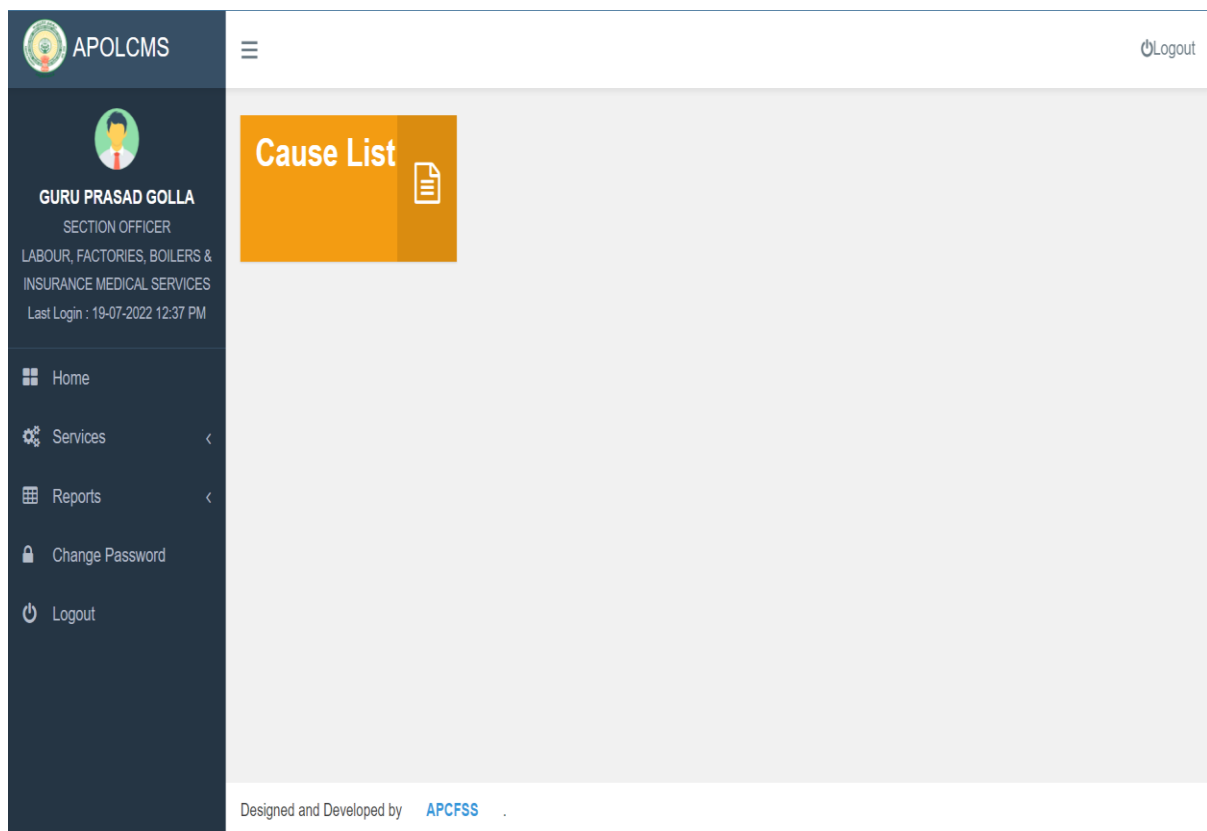 APOLCMS
Logout
GURU PRASAD GOLLA
SECTION OFFICER
LABOUR, FACTORIES, BOILERS &
INSURANCE MEDICAL SERVICES
Last Login : 19-07-2022 12:37 PM
Home
Services
Reports
Change Password
Logout
Cause List
Designed and Developed by APCFSS .